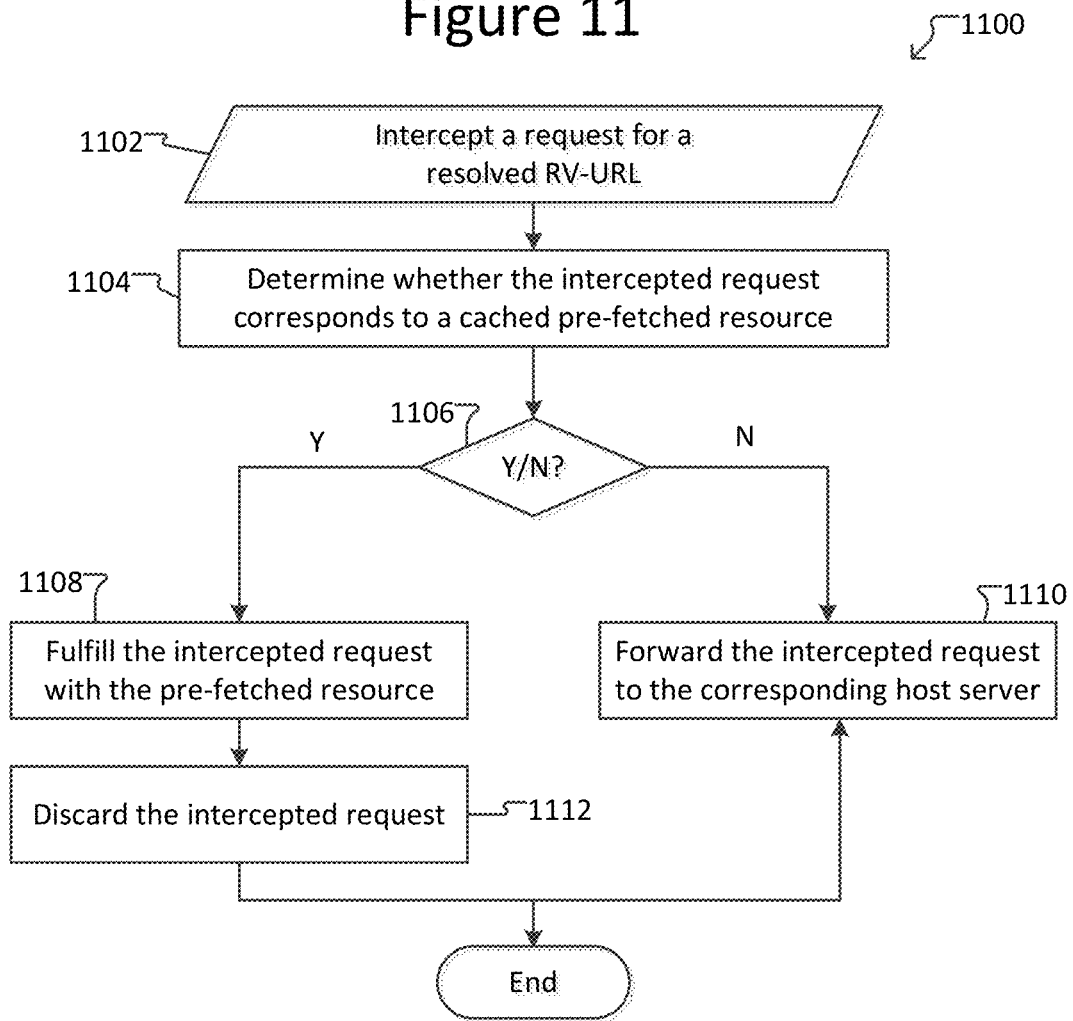 Figure 11
1100
1102
Intercept a request for a
resolved RV-URL
1104
Determine whether the intercepted request
corresponds to a cached pre-fetched resource
1106
Y
Y/N?
N
1108
1110
Fulfill the intercepted request
with the pre-fetched resource
Forward the intercepted request
to the corresponding host server
Discard the intercepted request
1112
End